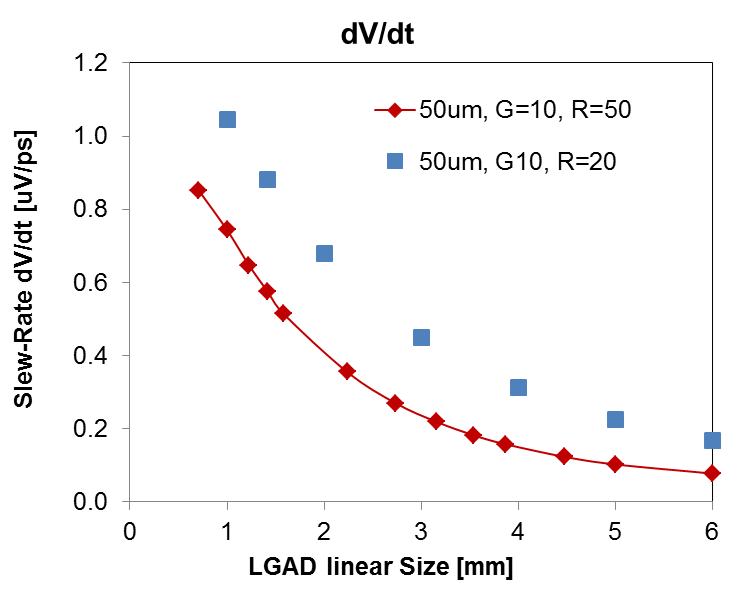 dV/dt
1.2
1.0
0.8
0.6
0.4
0.2
0.0
Slew-Rate dV/dt [uV/ps]
50um, G=10, R=50
50um, G10, R=20
0 1 2 3 4 5 6
LGAD linear Size [mm]